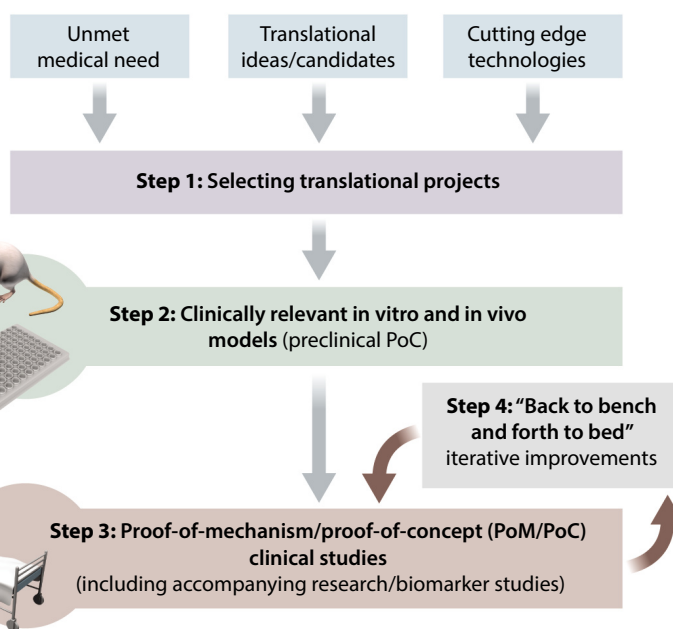 Unmet
medical need
Translational
ideas/candidates
Cutting edge
technologies
Step 1: Selecting translational projects
Step 2: Clinically relevant in vitro and in vivo
models (preclinical PoC)
Step 4: “Back to bench
and forth to bed”
iterative improvements
Step 3: Proof-of-mechanism/proof-of-concept (PoM/PoC)
clinical studies
(including accompanying research/biomarker studies)